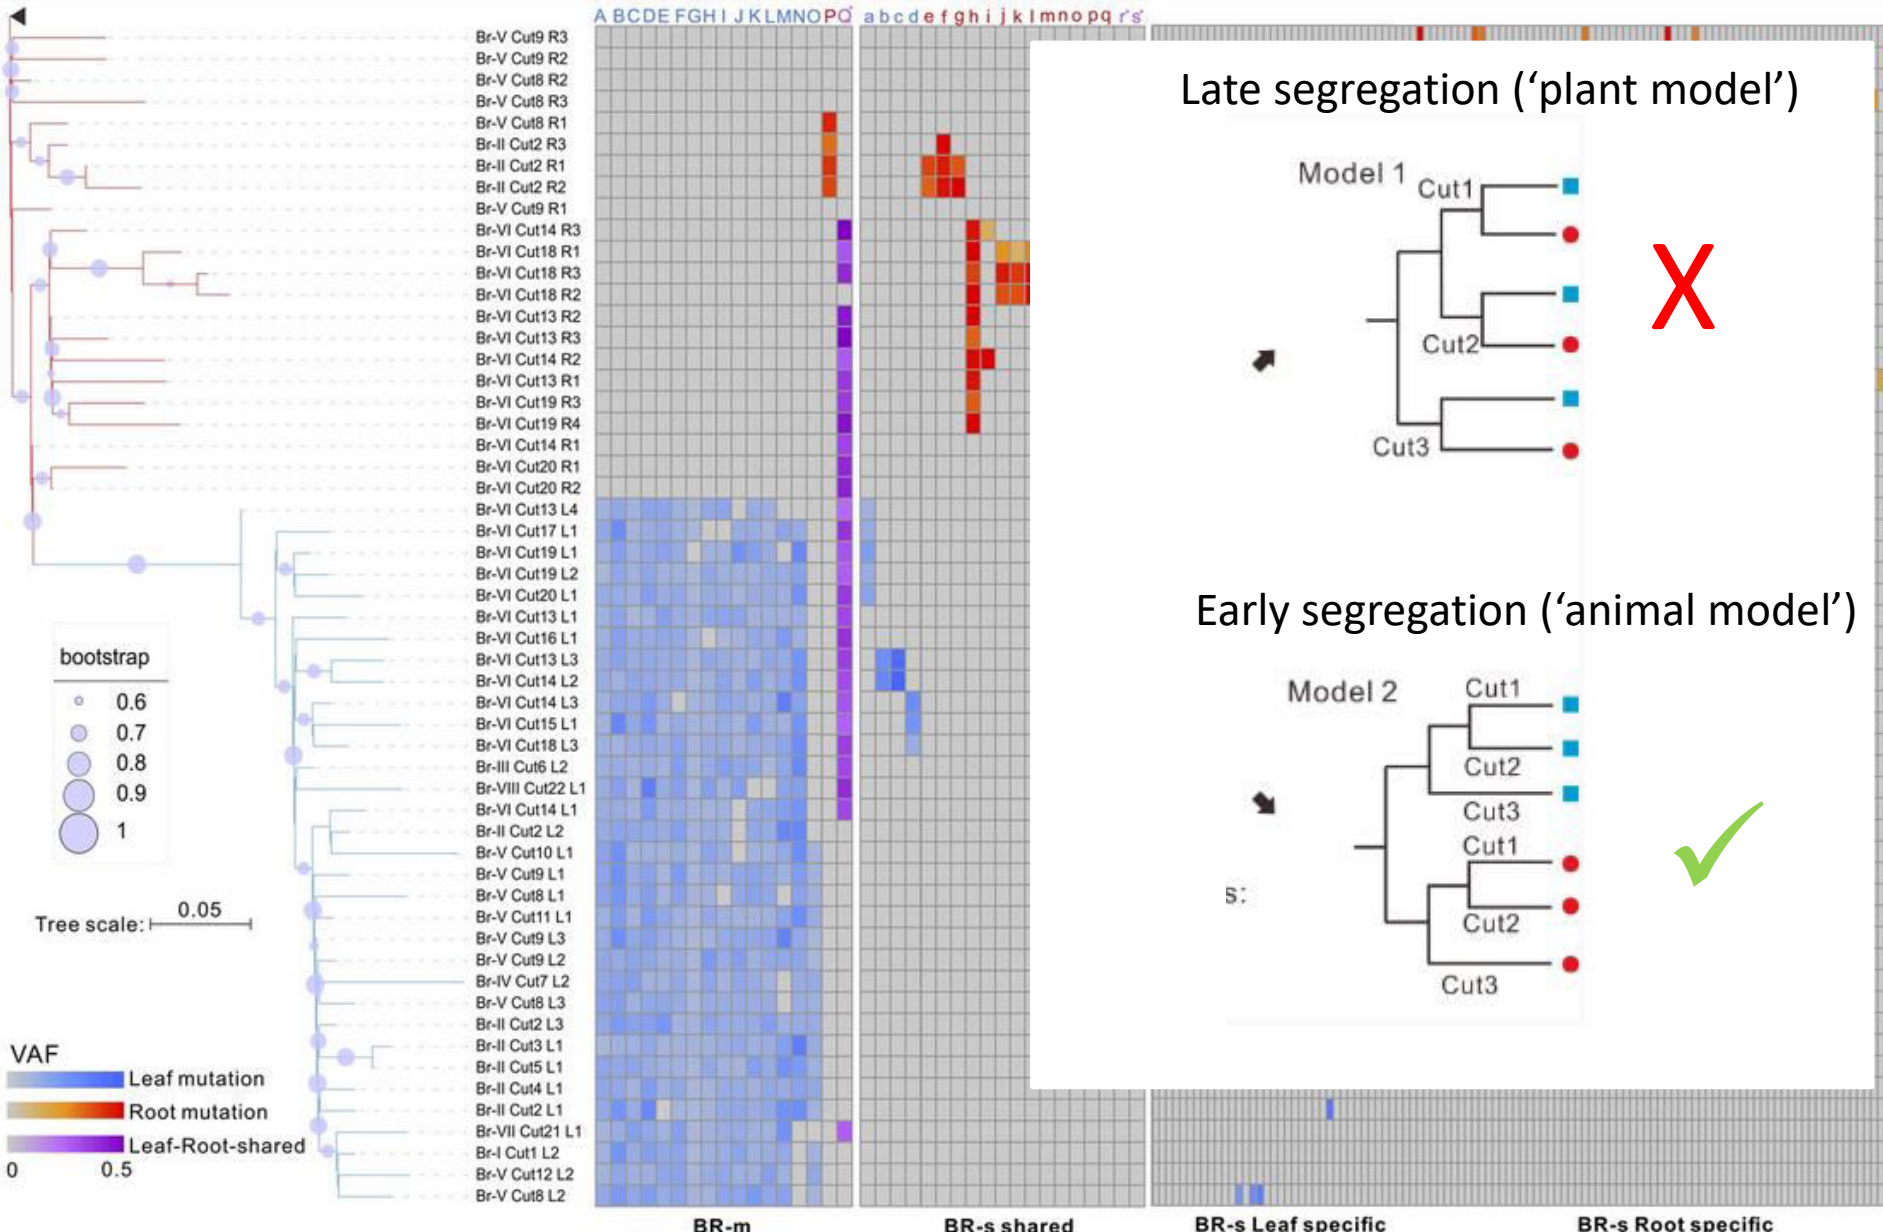 A B C D E F G H I J K L M N O P Q
a b c d e f g h i j k l m n o p q r s
Br-V Cut9 R3
Br-V Cut9 R2
Br-V Cut8 R2
Br-V Cut8 R3
Br-V Cut8 R1
Br-II Cut2 R3
Br-II Cut2 R1
Br-II Cut2 R2
Br-V Cut9 R1
Br-VI Cut14 R3
Br-VI Cut18 R1
Br-VI Cut18 R3
Br-VI Cut18 R2
Br-VI Cut13 R2
Br-VI Cut13 R3
Br-VI Cut14 R2
Br-VI Cut13 R1
Br-VI Cut19 R3
Br-VI Cut19 R4
Br-VI Cut14 R1
Br-VI Cut20 R1
Br-VI Cut20 R2
Br-VI Cut13 L4
Br-VI Cut17 L1
Br-VI Cut19 L1
Br-VI Cut19 L2
Br-VI Cut20 L1
Br-VI Cut13 L1
Br-VI Cut16 L1
Br-VI Cut13 L3
Br-VI Cut14 L2
Br-VI Cut14 L3
Br-VI Cut15 L1
Br-VI Cut18 L3
Br-III Cut6 L2
Br-VIII Cut22 L1
Br-VI Cut14 L1
Br-II Cut2 L2
Br-V Cut10 L1
Br-V Cut9 L1
Br-V Cut8 L1
Br-V Cut11 L1
Br-V Cut9 L3
Br-V Cut9 L2
Br-IV Cut7 L2
Br-V Cut8 L3
Br-II Cut2 L3
Br-II Cut3 L1
Br-II Cut5 L1
Br-II Cut4 L1
Br-II Cut2 L1
Br-VII Cut21 L1
Br-I Cut1 L2
Br-V Cut12 L2
Br-V Cut8 L2
bootstrap
0.6
0.7
0.8
0.9
1
Tree scale:
0.05
VAF
Leaf mutation
Root mutation
Leaf-Root-shared
0 0.5
BR-m
BR-s shared
BR-s Leaf specific
BR-s Root specific
Late segregation (‘plant model’)
Model 1
Cut1
Cut2
Cut3
X
Early segregation (‘animal model’)
Model 2
Cut1
Cut2
Cut3
Cut1
Cut2
Cut3
s: